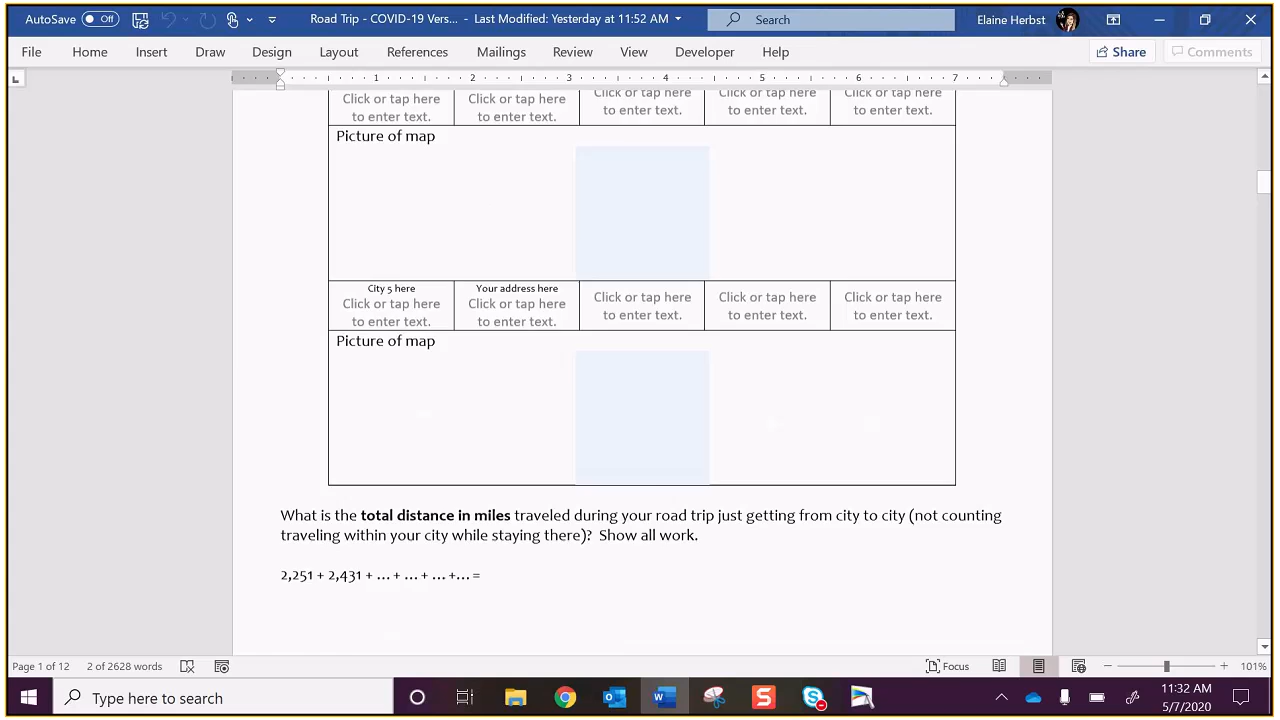 AutoSave Off Road Trip - COVID-19 Vers... - Last Modified: Yesterday at 11:52 AM Search Elaine Herbst
File Home Insert Draw Design Layout References Mailings Review View Developer Help Share Comments
1 2 3 4 5 6 7
Click or tap here to enter text.
Click or tap here to enter text.
Click or tap here to enter text.
Click or tap here to enter text.
Click or tap here to enter text.
Picture of map
City 5 here
Click or tap here to enter text.
Your address here
Click or tap here to enter text.
Click or tap here to enter text.
Click or tap here to enter text.
Click or tap here to enter text.
Picture of map
What is the total distance in miles traveled during your road trip just getting from city to city (not counting
traveling within your city while staying there)? Show all work.
2,251 + 2,431 + ... + ... + ... +... =
Page 1 of 12 2 of 2628 words Focus 101%
Type here to search
11:32 AM
5/7/2020